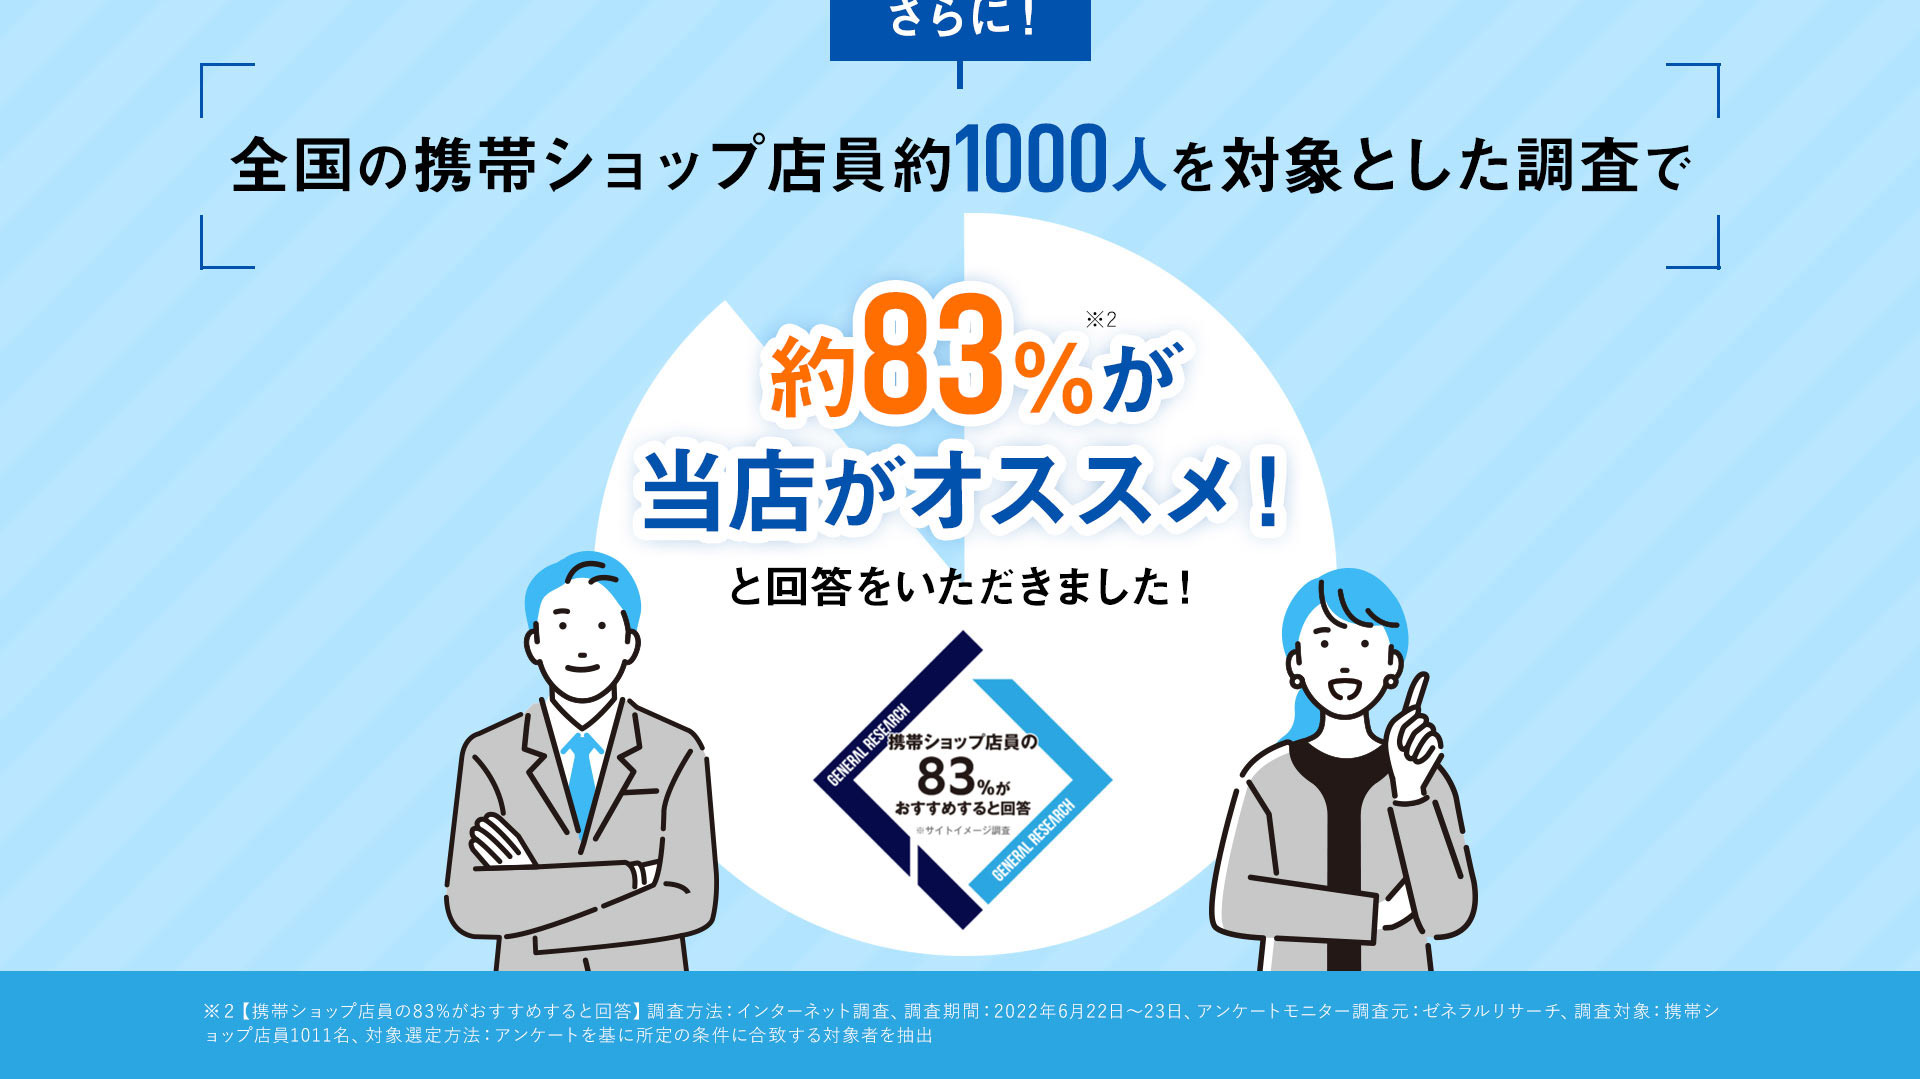 さらに！
全国の携帯ショップ店員約1000人を対象とした調査で
約83%が※2
当店がオススメ！
と回答をいただきました！
GENERAL RESEARCH
携帯ショップ店員の
83%が
おすすめすると回答
※サイトイメージ調査
GENERAL RESEARCH
※２【携帯ショップ店員の83%がおすすめすると回答】調査方法：インターネット調査、調査期間：2022年6月22日〜23日、アンケートモニター調査元：ゼネラルリサーチ、調査対象：携帯シ
ョップ店員1011名、対象選定方法：アンケートを基に所定の条件に合致する対象者を抽出